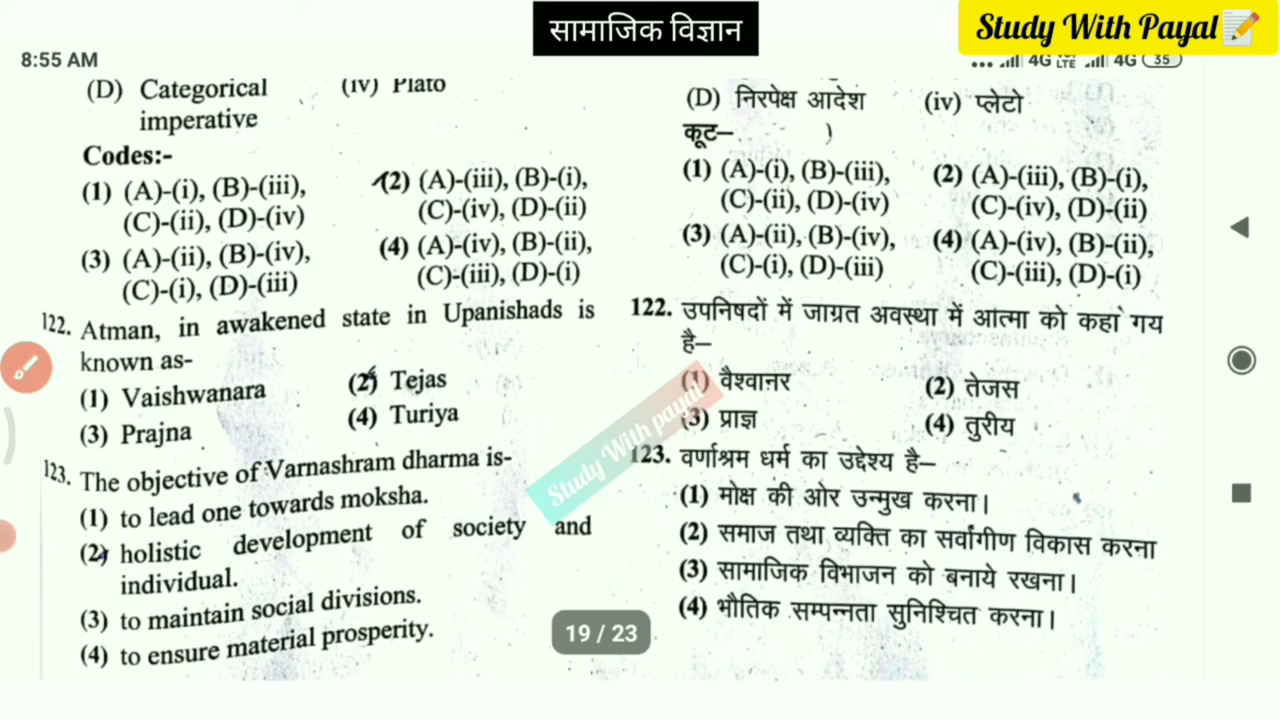 सामाजिक विज्ञान
Study With Payal
8:55 AM
4G VoLTE 4G 35
(D) Categorical (iv) Plato
imperative
Codes:-
(1) (A)-(i), (B)-(iii), (2) (A)-(iii), (B)-(i),
(C)-(ii), (D)-(iv) (C)-(iv), (D)-(ii)
(3) (A)-(ii), (B)-(iv), (4) (A)-(iv), (B)-(ii),
(C)-(i), (D)-(iii) (C)-(iii), (D)-(i)
122. Atman, in awakened state in Upanishads is
known as-
(1) Vaishwanara (2) Tejas
(3) Prajna (4) Turiya
123. The objective of Varnashram dharma is-
(1) to lead one towards moksha.
(2) holistic development of society and
individual.
(3) to maintain social divisions.
(4) to ensure material prosperity.
(D) निरपेक्ष आदेश (iv) प्लेटो
कूट–
(1) (A)-(i), (B)-(iii), (2) (A)-(iii), (B)-(i),
(C)-(ii), (D)-(iv) (C)-(iv), (D)-(ii)
(3) (A)-(ii), (B)-(iv), (4) (A)-(iv), (B)-(ii),
(C)-(i), (D)-(iii) (C)-(iii), (D)-(i)
122. उपनिषदों में जाग्रत अवस्था में आत्मा को कहा गय
है–
(1) वैश्वानर (2) तेजस
(3) प्राज्ञ (4) तुरीय
123. वर्णाश्रम धर्म का उद्देश्य है–
(1) मोक्ष की ओर उन्मुख करना।
(2) समाज तथा व्यक्ति का सर्वांगीण विकास करना
(3) सामाजिक विभाजन को बनाये रखना।
(4) भौतिक सम्पन्नता सुनिश्चित करना।
Study With payal
19 / 23